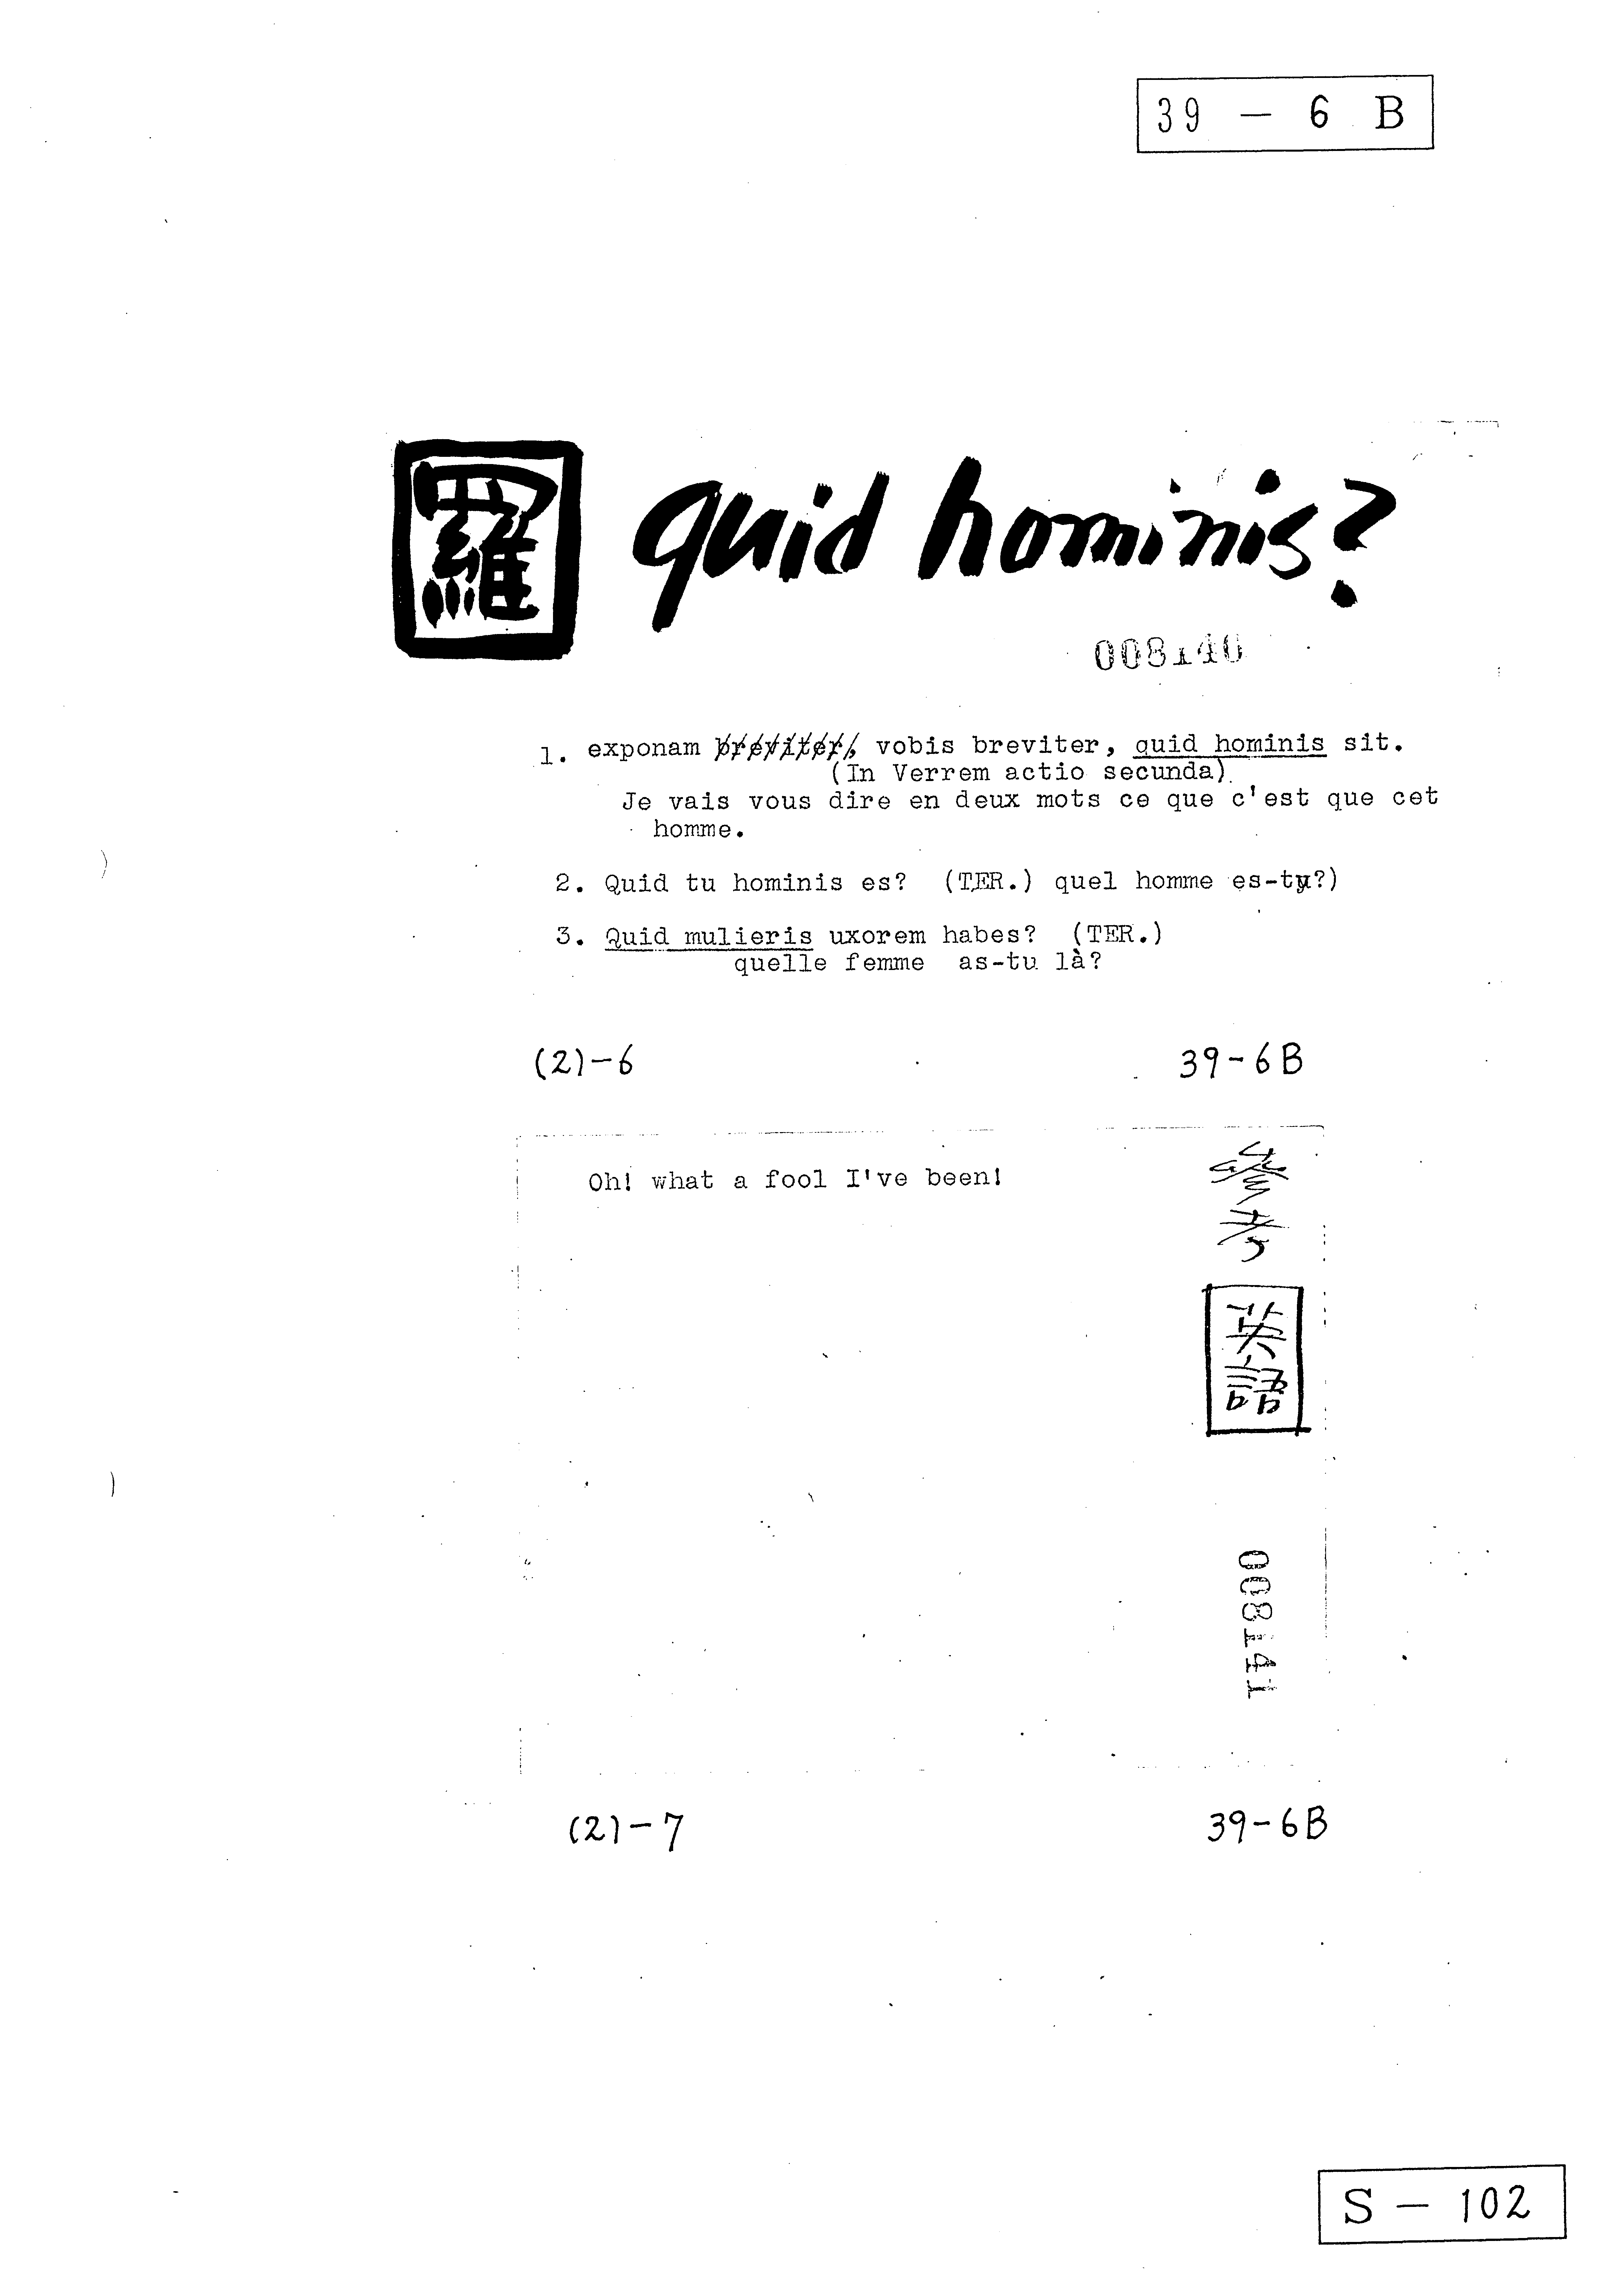 39 — 6 B
羅 quid hominis?
008140
1. exponam breviter, vobis breviter, quid hominis sit.
(In Verrem actio secunda)
Je vais vous dire en deux mots ce que c'est que cet
homme.
2. Quid tu hominis es? (TER.) quel homme es-tu?)
3. Quid mulieris uxorem habes? (TER.)
quelle femme as-tu là?
(2)-6 39-6B
Oh! what a fool I've been!
参考
英語
008141
(2)-7 39-6B
S — 102